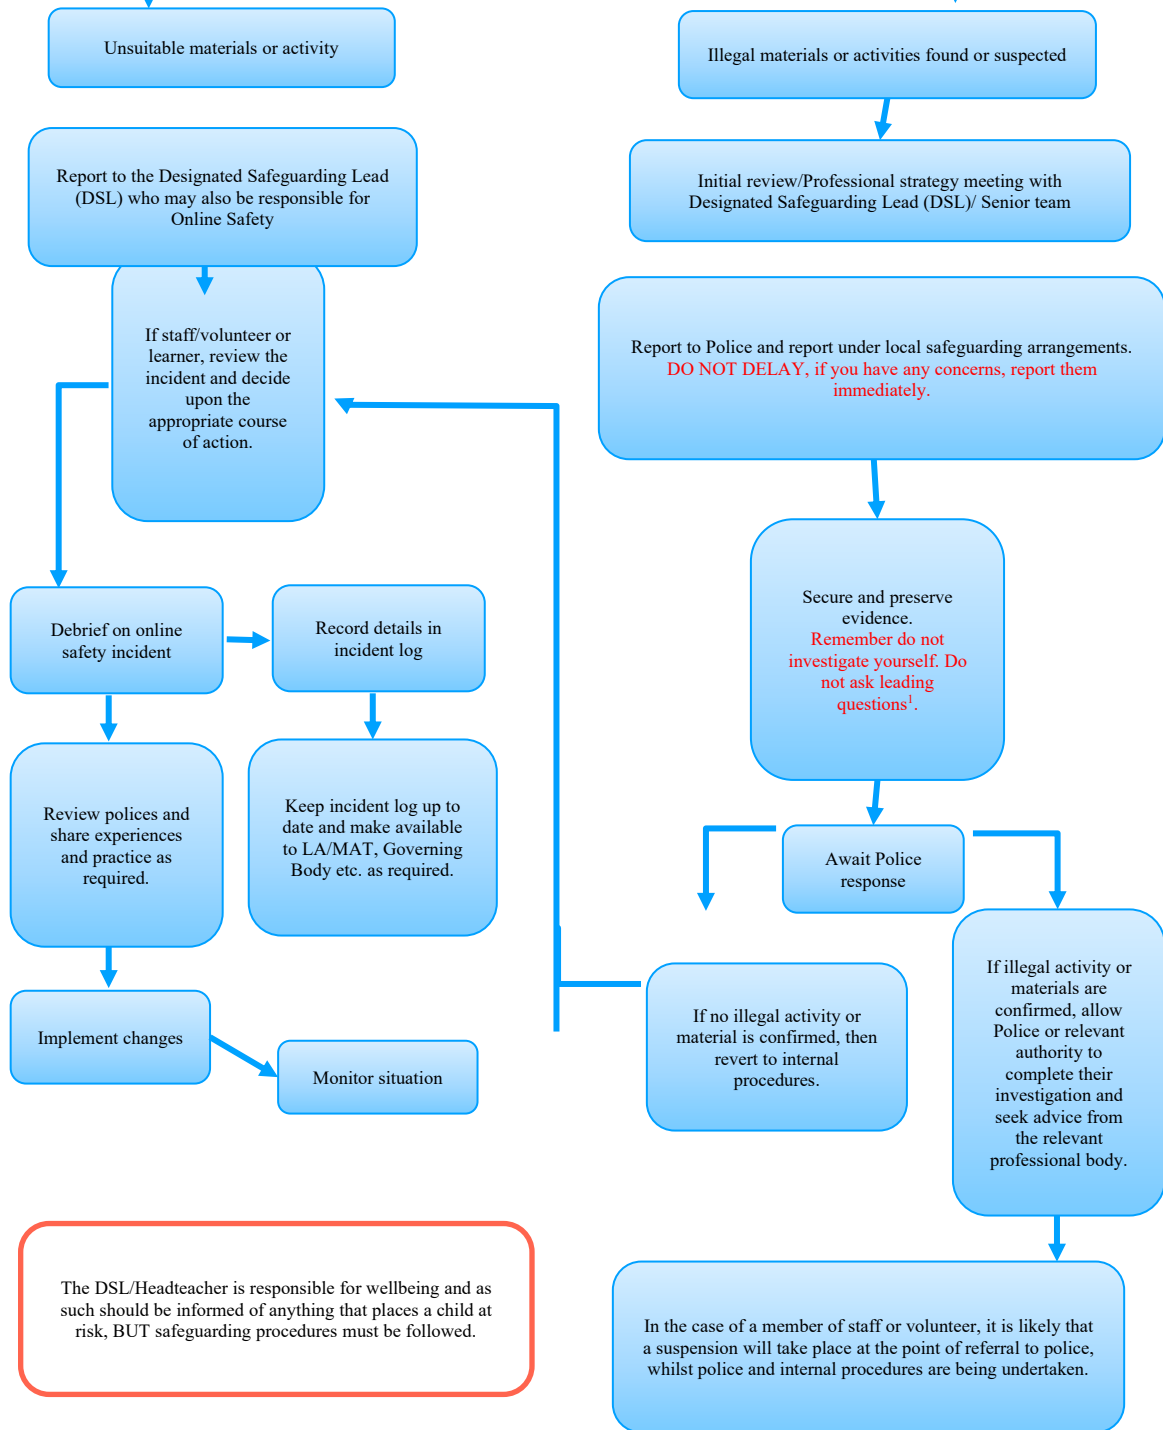 Unsuitable materials or activity
Report to the Designated Safeguarding Lead
(DSL) who may also be responsible for
Online Safety
If staff/volunteer or
learner, review the
incident and decide
upon the
appropriate course
of action.
Debrief on online
safety incident
Record details in
incident log
Review polices and
share experiences
and practice as
required.
Keep incident log up to
date and make available
to LA/MAT, Governing
Body etc. as required.
Implement changes
Monitor situation
The DSL/Headteacher is responsible for wellbeing and as
such should be informed of anything that places a child at
risk, BUT safeguarding procedures must be followed.
Illegal materials or activities found or suspected
Initial review/Professional strategy meeting with
Designated Safeguarding Lead (DSL)/ Senior team
Report to Police and report under local safeguarding arrangements.
DO NOT DELAY, if you have any concerns, report them
immediately.
Secure and preserve
evidence.
Remember do not
investigate yourself. Do
not ask leading
questions¹.
Await Police
response
If no illegal activity or
material is confirmed, then
revert to internal
procedures.
If illegal activity or
materials are
confirmed, allow
Police or relevant
authority to
complete their
investigation and
seek advice from
the relevant
professional body.
In the case of a member of staff or volunteer, it is likely that
a suspension will take place at the point of referral to police,
whilst police and internal procedures are being undertaken.